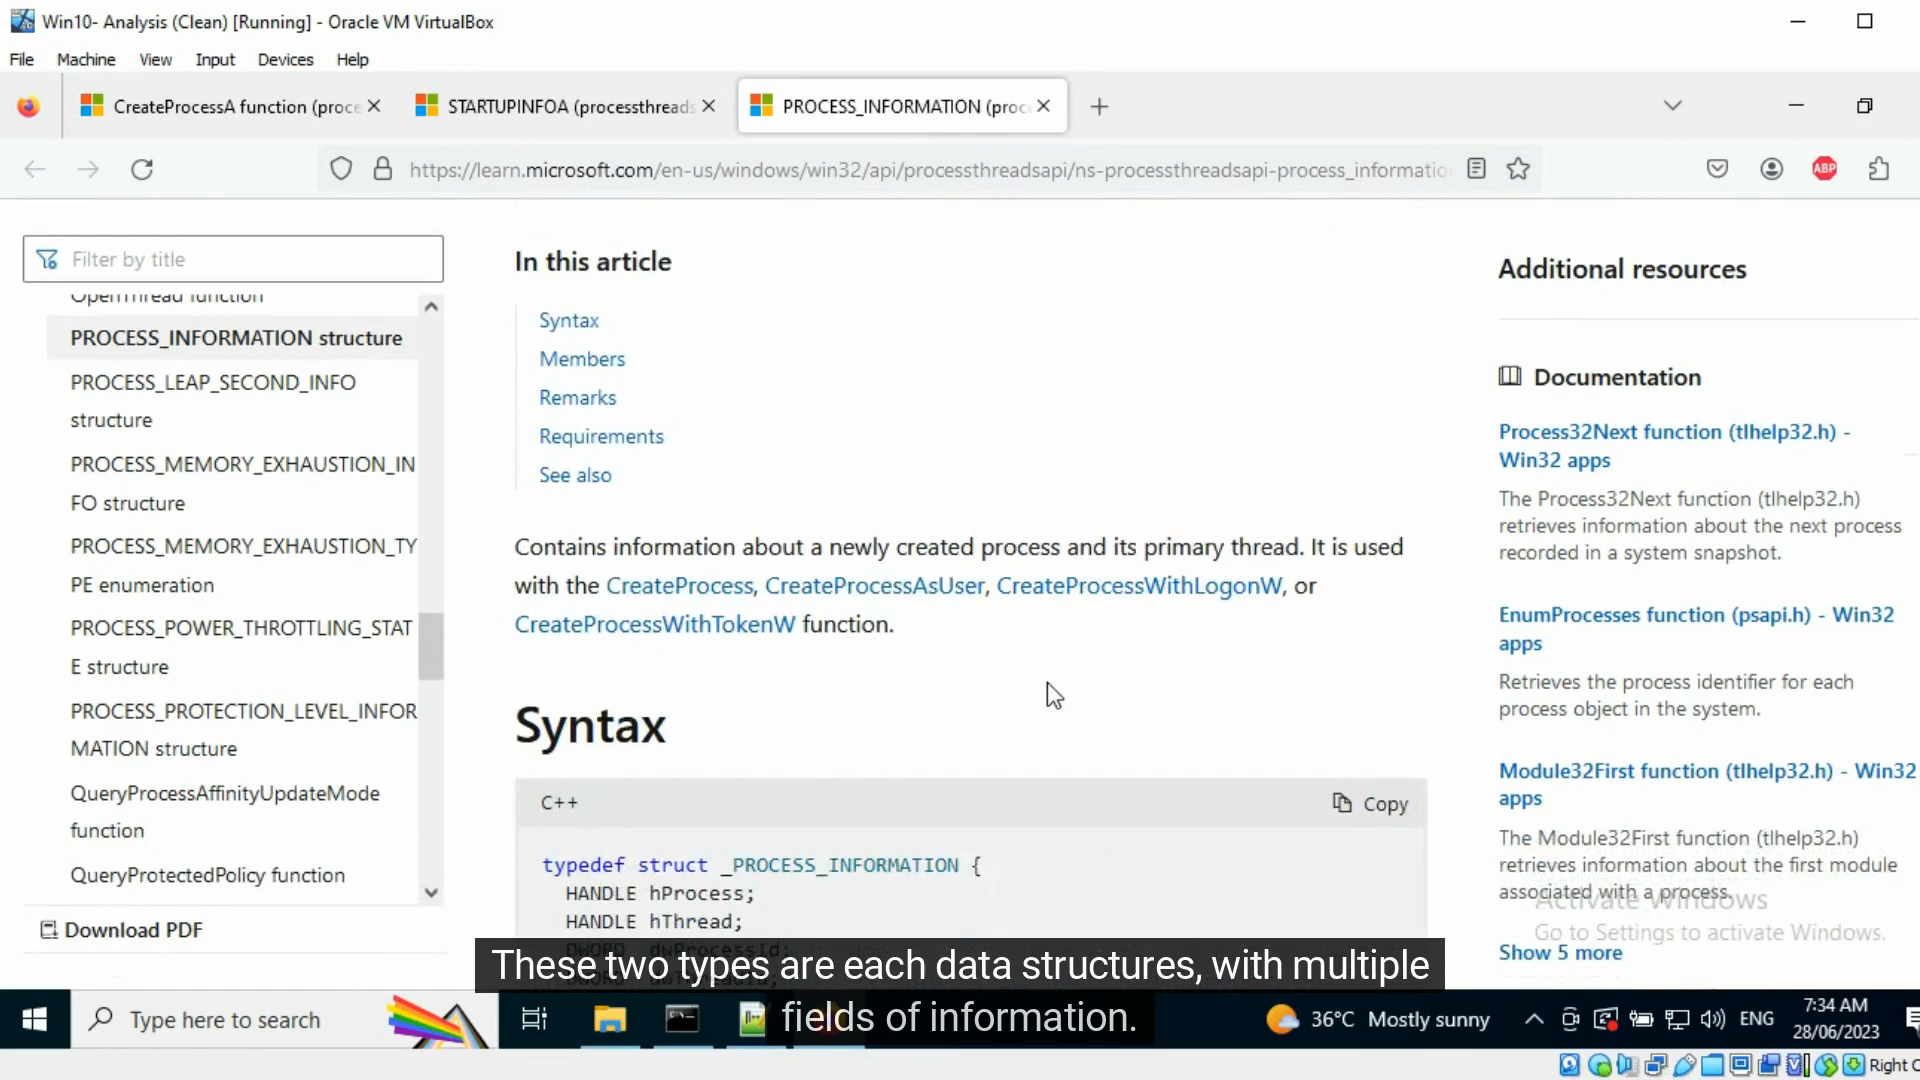 Win10- Analysis (Clean) [Running] - Oracle VM VirtualBox
File Machine View Input Devices Help
CreateProcessA function (proce
STARTUPINFOA (processthreads
PROCESS_INFORMATION (proc
https://learn.microsoft.com/en-us/windows/win32/api/processthreadsapi/ns-processthreadsapi-process_informatio
ABP
Filter by title
OpenThread function
PROCESS_INFORMATION structure
PROCESS_LEAP_SECOND_INFO
structure
PROCESS_MEMORY_EXHAUSTION_IN
FO structure
PROCESS_MEMORY_EXHAUSTION_TY
PE enumeration
PROCESS_POWER_THROTTLING_STAT
E structure
PROCESS_PROTECTION_LEVEL_INFOR
MATION structure
QueryProcessAffinityUpdateMode
function
QueryProtectedPolicy function
Download PDF
In this article
Syntax
Members
Remarks
Requirements
See also
Contains information about a newly created process and its primary thread. It is used
with the CreateProcess, CreateProcessAsUser, CreateProcessWithLogonW, or
CreateProcessWithTokenW function.
Syntax
C++ Copy
typedef struct _PROCESS_INFORMATION {
HANDLE hProcess;
HANDLE hThread;
DWORD dwProcessId;
Additional resources
Documentation
Process32Next function (tlhelp32.h) -
Win32 apps
The Process32Next function (tlhelp32.h)
retrieves information about the next process
recorded in a system snapshot.
EnumProcesses function (psapi.h) - Win32
apps
Retrieves the process identifier for each
process object in the system.
Module32First function (tlhelp32.h) - Win32
apps
The Module32First function (tlhelp32.h)
retrieves information about the first module
associated with a process.
Activate Windows
Go to Settings to activate Windows.
Show 5 more
These two types are each data structures, with multiple
fields of information.
Type here to search
36°C Mostly sunny
ENG
7:34 AM
28/06/2023
Right C